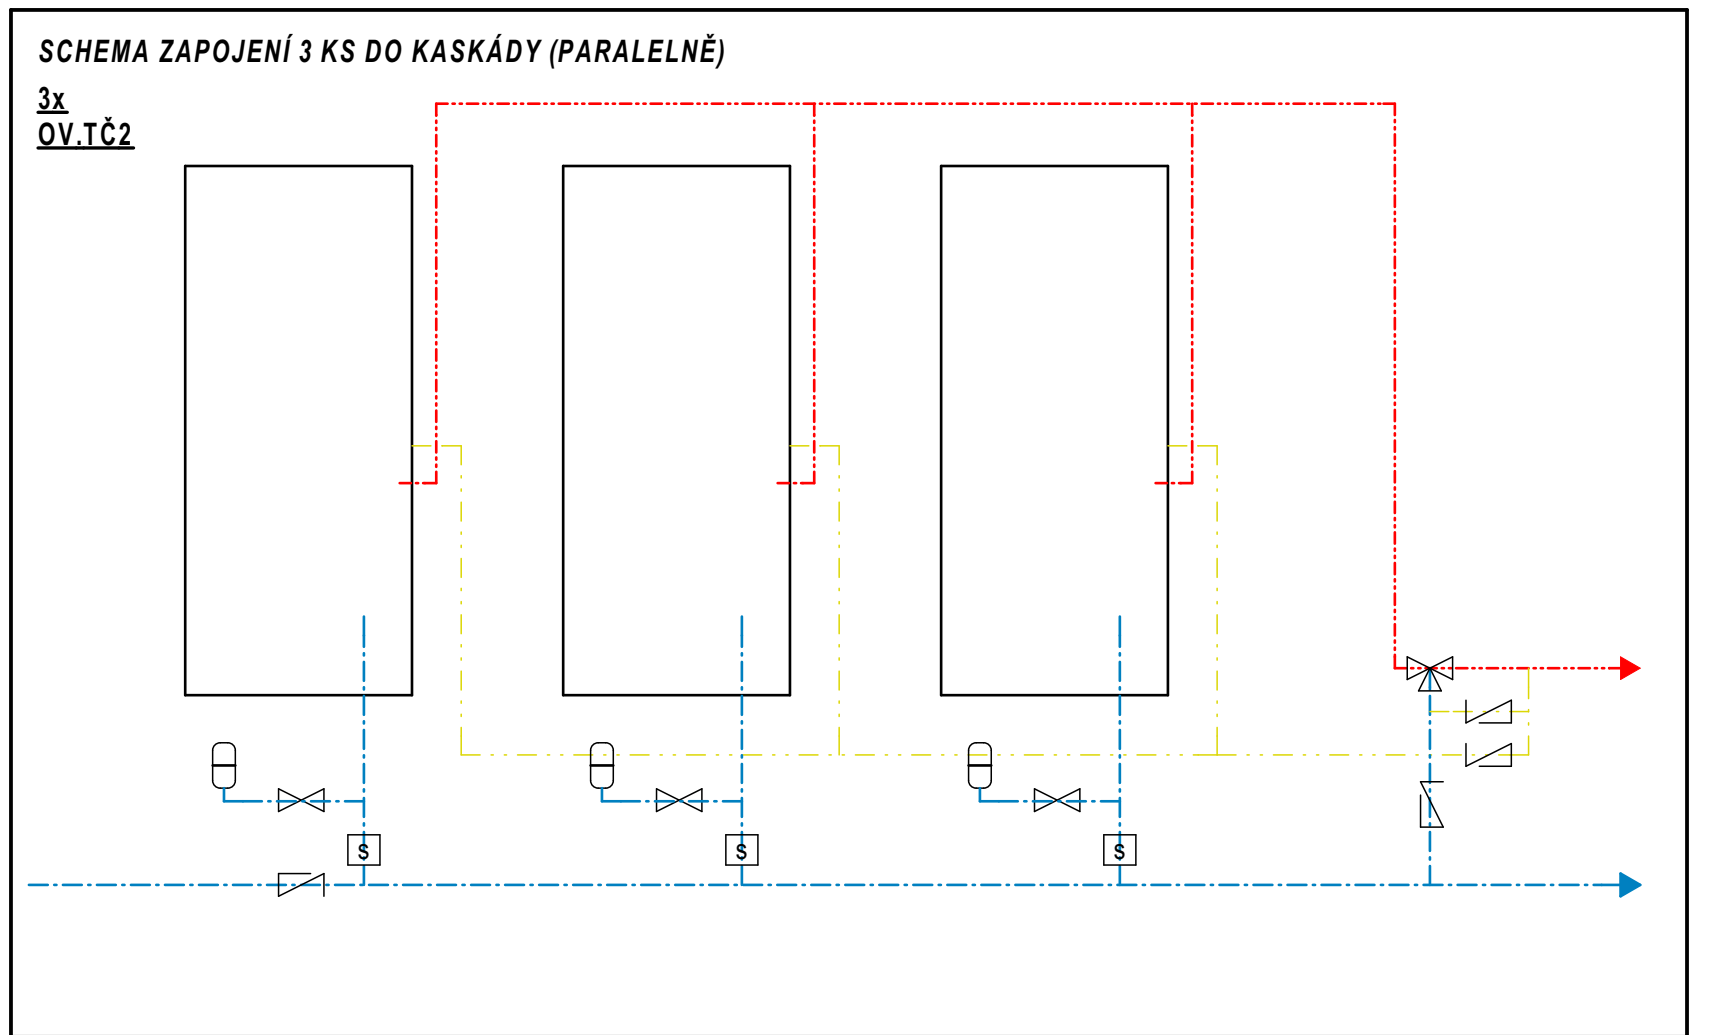 SCHEMA ZAPOJENÍ 3 KS DO KASKÁDY (PARALELNĚ)
3x
OV.TČ2
S
S
S